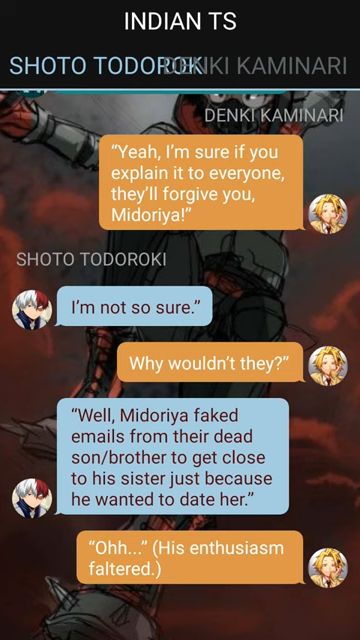 INDIAN TS
SHOTO TODOROKI DENKI KAMINARI
DENKI KAMINARI
"Yeah, I'm sure if you
explain it to everyone,
they'll forgive you,
Midoriya!"
SHOTO TODOROKI
I'm not so sure."
Why wouldn't they?"
"Well, Midoriya faked
emails from their dead
son/brother to get close
to his sister just because
he wanted to date her."
"Ohh..." (His enthusiasm
faltered.)